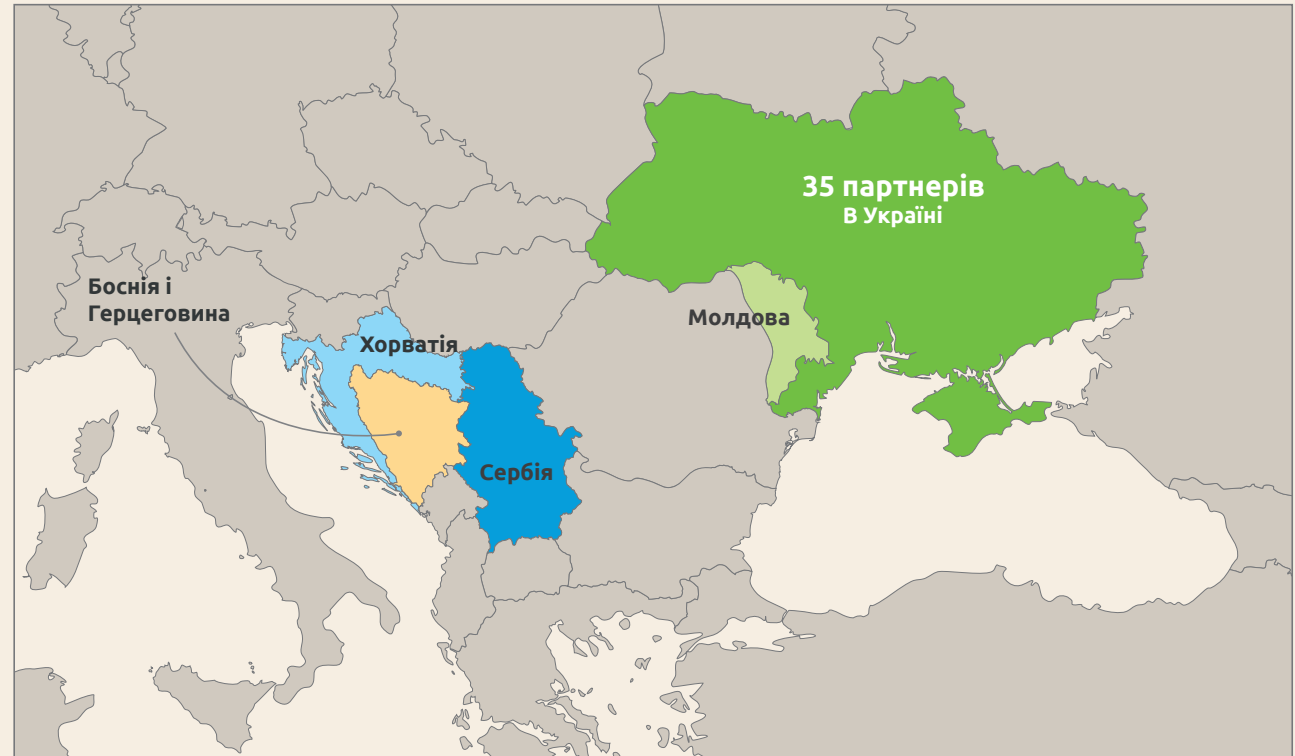 35 партнерів
В Україні
Боснія і
Герцеговина
Молдова
Хорватія
Сербія